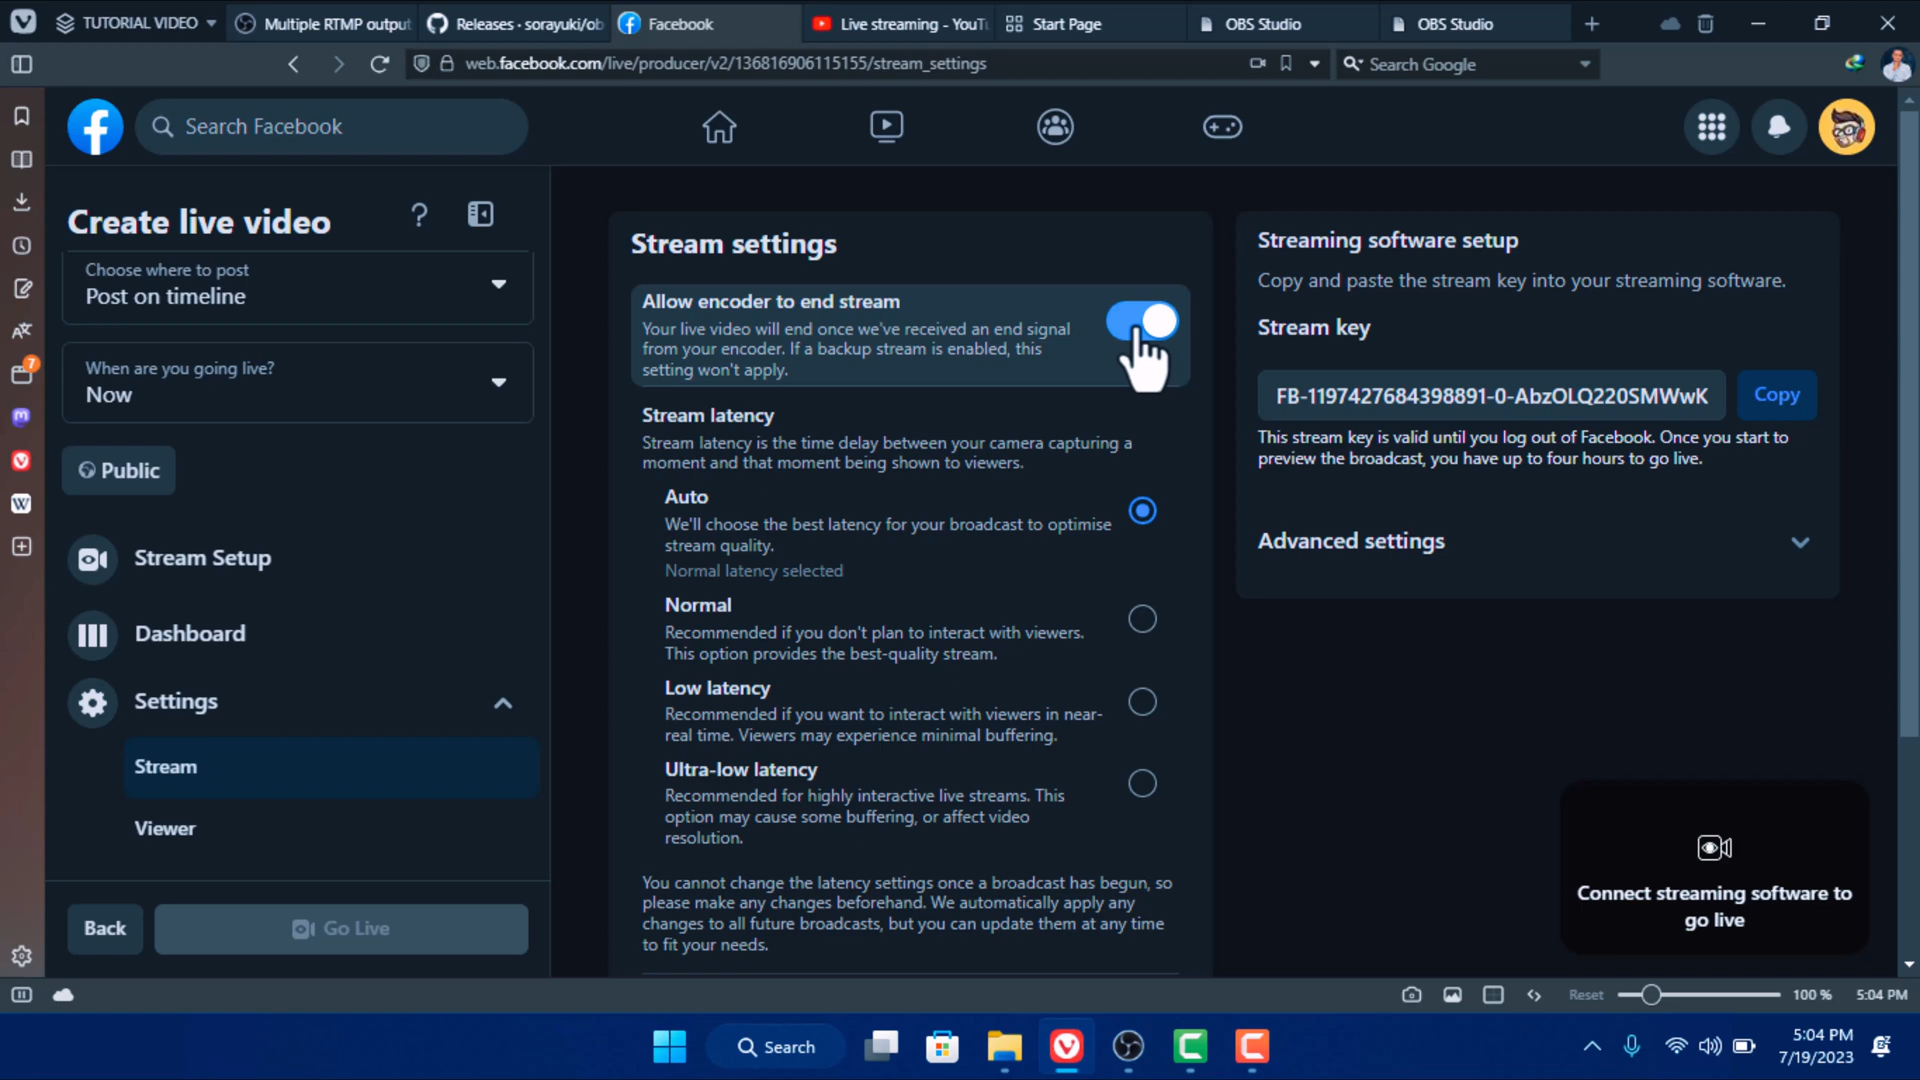 TUTORIAL VIDEO
Multiple RTMP output
Releases · sorayuki/ob
Facebook
Live streaming - YouTu
Start Page
OBS Studio
OBS Studio
web.facebook.com/live/producer/v2/136816906115155/stream_settings
Search Google
Search Facebook
Create live video
Choose where to post
Post on timeline
When are you going live?
Now
Public
Stream Setup
Dashboard
Settings
Stream
Viewer
Back
Go Live
Stream settings
Allow encoder to end stream
Your live video will end once we've received an end signal
from your encoder. If a backup stream is enabled, this
setting won't apply.
Stream latency
Stream latency is the time delay between your camera capturing a
moment and that moment being shown to viewers.
Auto
We'll choose the best latency for your broadcast to optimise
stream quality.
Normal latency selected
Normal
Recommended if you don't plan to interact with viewers.
This option provides the best-quality stream.
Low latency
Recommended if you want to interact with viewers in near-
real time. Viewers may experience minimal buffering.
Ultra-low latency
Recommended for highly interactive live streams. This
option may cause some buffering, or affect video
resolution.
You cannot change the latency settings once a broadcast has begun, so
please make any changes beforehand. We automatically apply any
changes to all future broadcasts, but you can update them at any time
to fit your needs.
Streaming software setup
Copy and paste the stream key into your streaming software.
Stream key
FB-1197427684398891-0-AbzOLQ220SMWwK
Copy
This stream key is valid until you log out of Facebook. Once you start to
preview the broadcast, you have up to four hours to go live.
Advanced settings
Connect streaming software to
go live
7
W
Reset
100 %
5:04 PM
Search
5:04 PM
7/19/2023